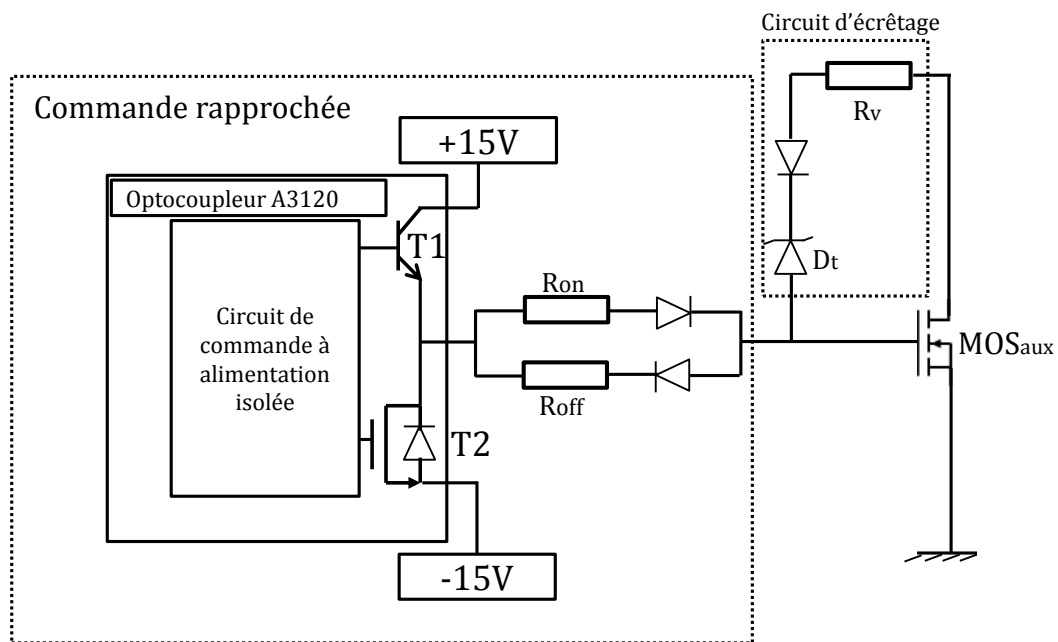 Circuit d'écrêtage
Rv
Dt
Commande rapprochée
+15V
Optocoupleur A3120
T1
Circuit de
commande à
alimentation
isolée
T2
-15V
Ron
Roff
MOSaux